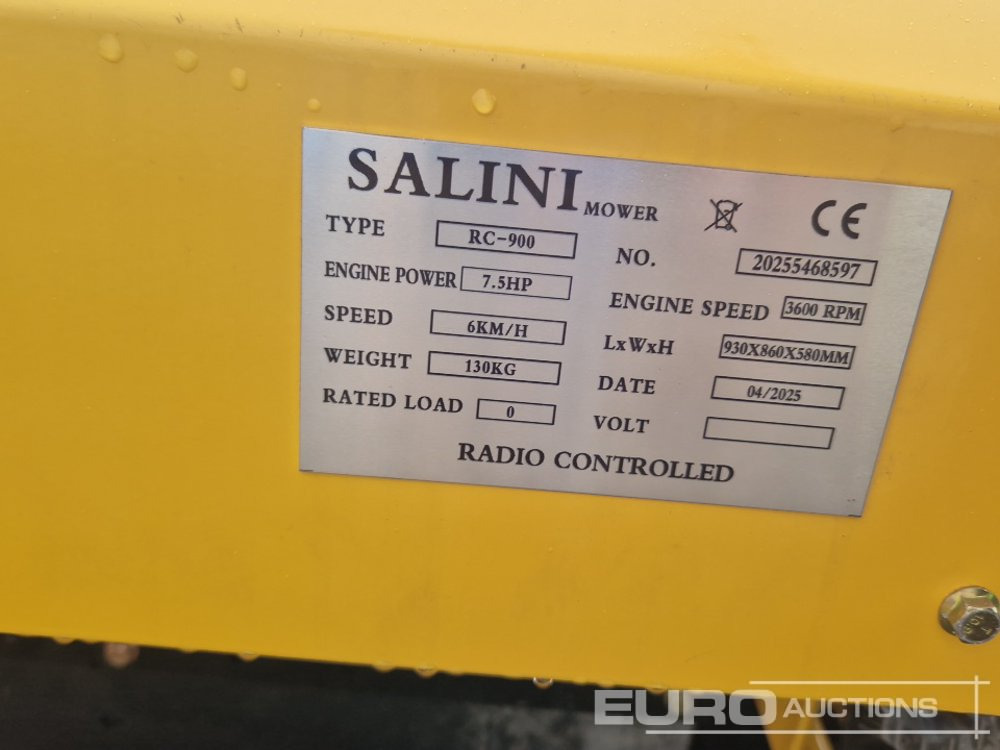 SALINI MOWER CE
TYPE RC-900
NO. 20255468597
ENGINE POWER 7.5HP
ENGINE SPEED 3600 RPM
SPEED 6KM/H
LxWxH 930X860X580MM
WEIGHT 130KG
DATE 04/2025
RATED LOAD 0
VOLT
RADIO CONTROLLED
EURO AUCTIONS